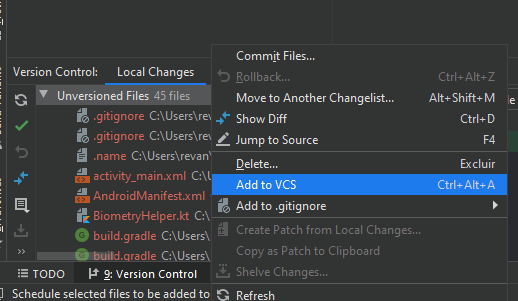 Version Control:
Local Changes
Unversioned Files 45 files
.gitignore C:\Users\rev
.gitignore C:\Users\rev
.name C:\Users\revan
activity_main.xml C:\
AndroidManifest.xml
BiometryHelper.kt C:\
build.gradle C:\Users\
build.gradle C:\Users\
TODO
9: Version Control
Schedule selected files to be added to
Commit Files...
Rollback... Ctrl+Alt+Z
Move to Another Changelist... Alt+Shift+M
Show Diff Ctrl+D
Jump to Source F4
Delete... Excluir
Add to VCS Ctrl+Alt+A
Add to .gitignore
Create Patch from Local Changes...
Copy as Patch to Clipboard
Shelve Changes...
Refresh